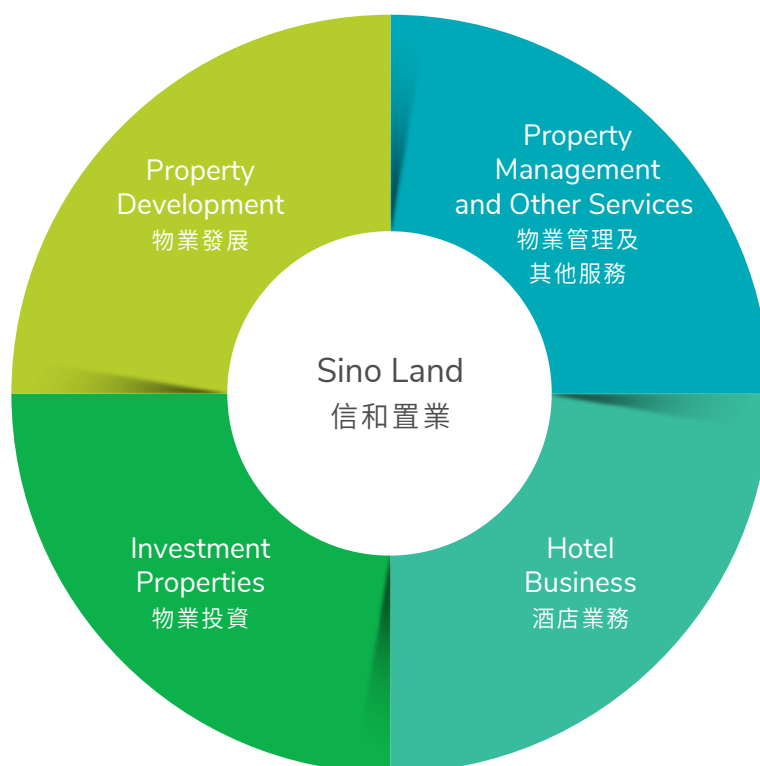 Property
Development
物業發展
Property
Management
and Other Services
物業管理及
其他服務
Sino Land
信和置業
Investment
Properties
物業投資
Hotel
Business
酒店業務